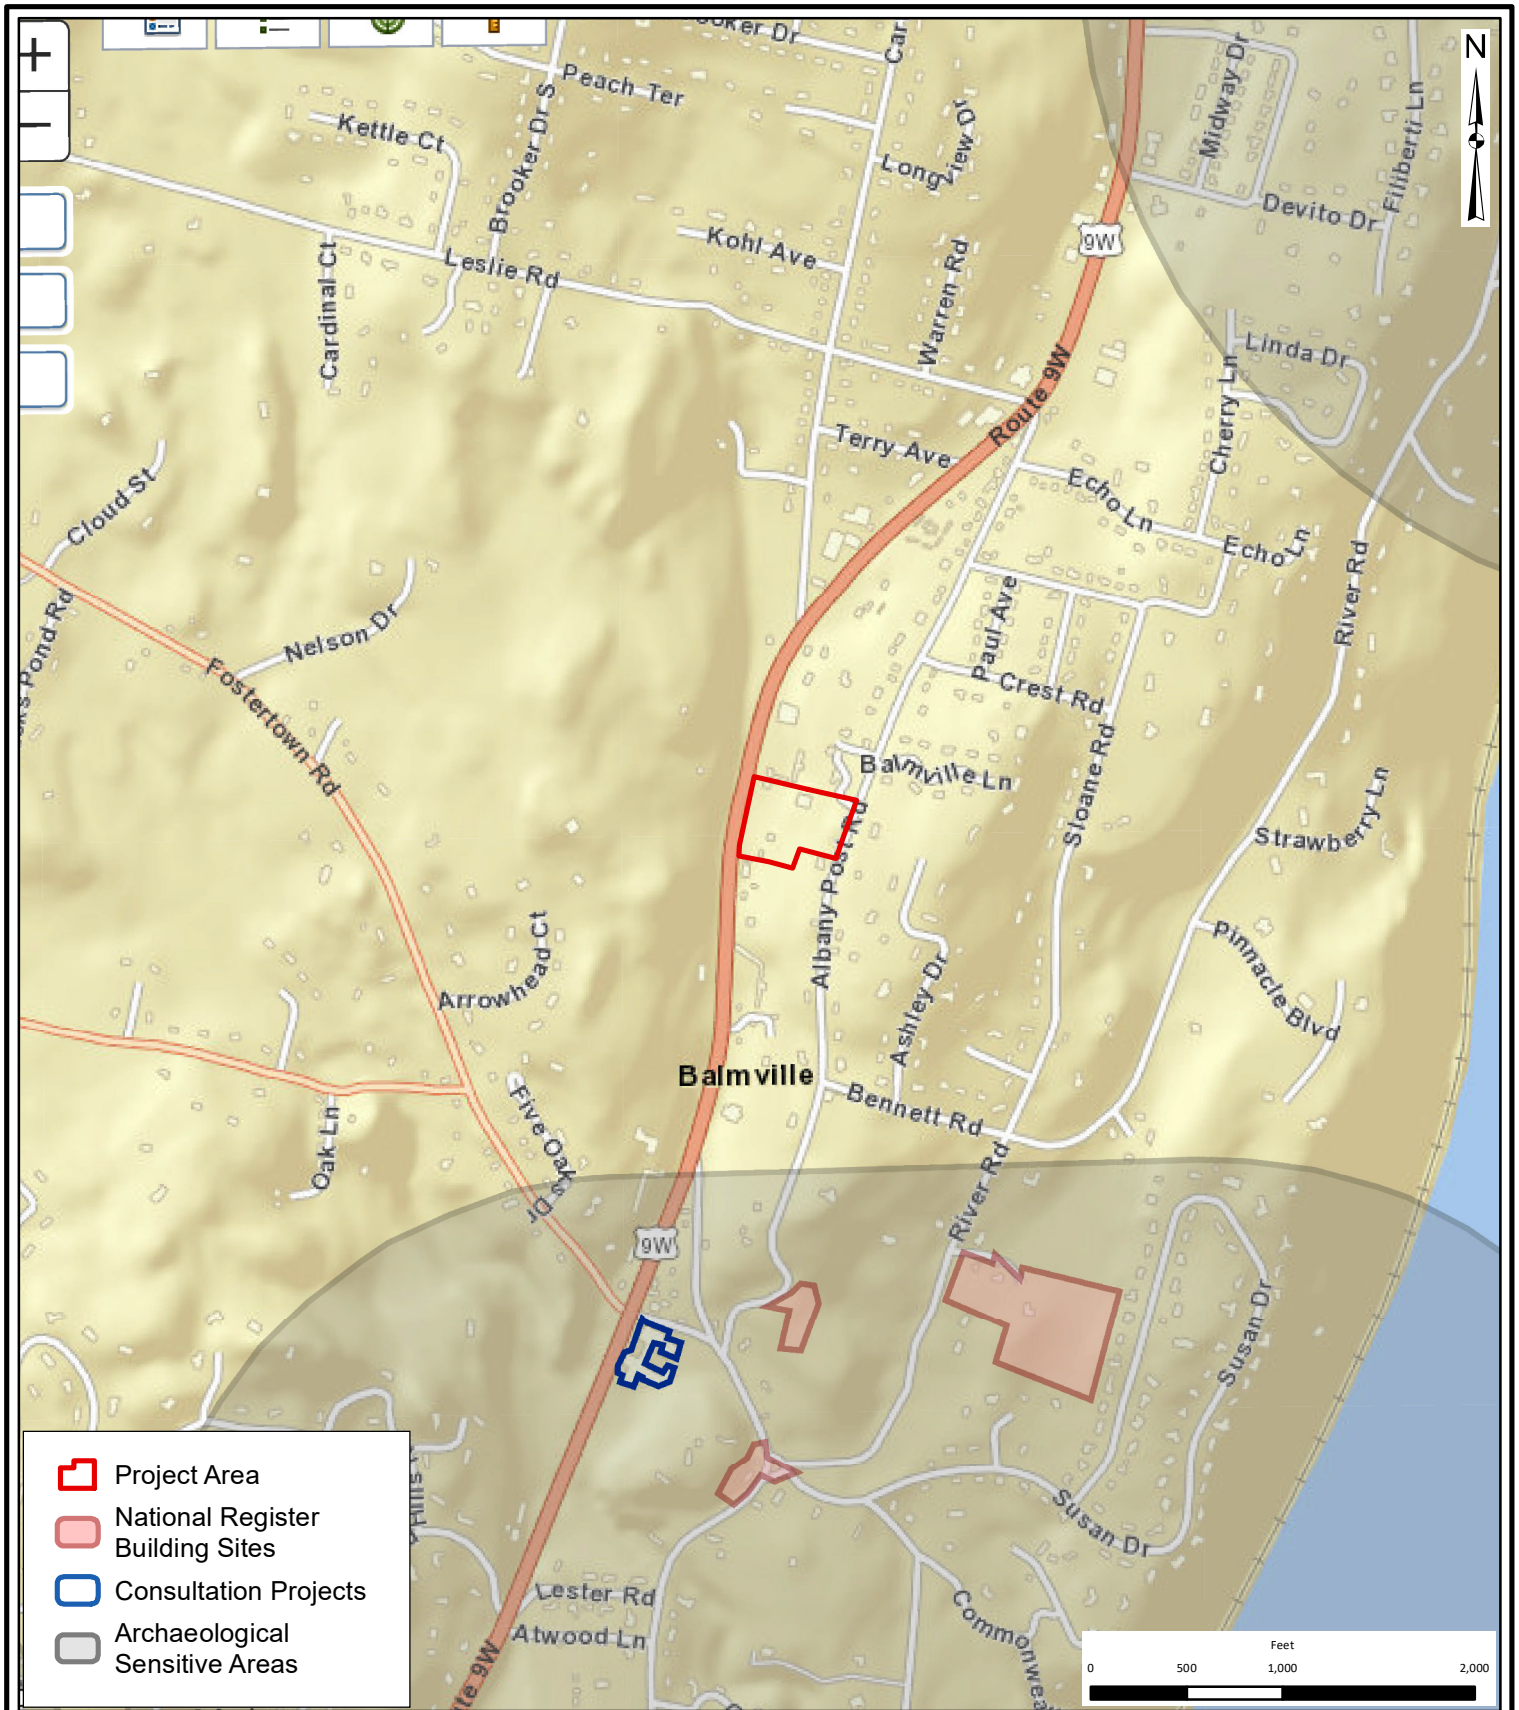 N
Peach Ter
Kettle Ct
Brooker Dr S
Longview Dr
Midway Dr
Filiberti Ln
Devito Dr
Kohl Ave
9W
Leslie Rd
Cardinal Ct
Warren Rd
Linda Dr
Route 9W
Cherry Ln
Terry Ave
Cloud St
Echo Ln
Echo Ln
River Rd
Paul Ave
Nelson Dr
Pond Rd
Fostertown Rd
Crest Rd
Sloane Rd
Balmville Ln
Strawberry Ln
Albany Post Rd
Arrowhead Ct
Pinnacle Blvd
Ashley Dr
Balmville
Bennett Rd
Five Oaks Dr
Oak Ln
River Rd
9W
Susan Dr
Susan Dr
Lester Rd
Atwood Ln
Project Area
National Register
Building Sites
Consultation Projects
Archaeological
Sensitive Areas
Feet
0 500 1,000 2,000